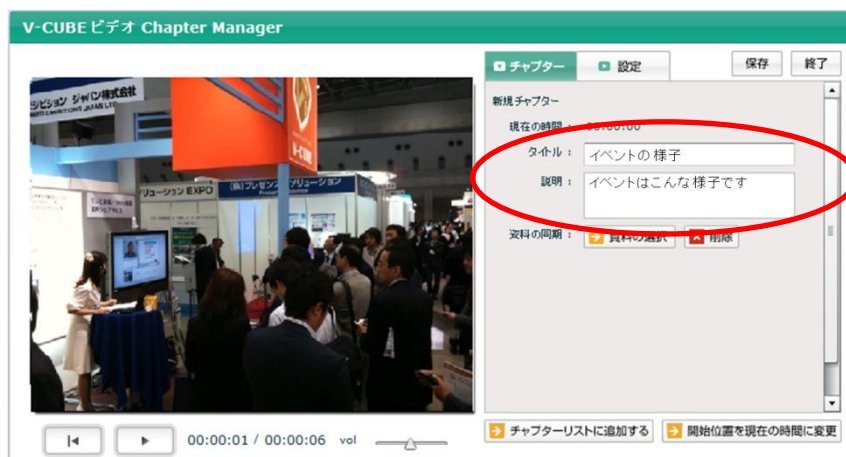 V-CUBE ビデオ Chapter Manager
チャプター
設定
保存
終了
新規チャプター
現在の時間： 00:00:00
タイトル： イベントの様子
説明： イベントはこんな様子です
資料の同期： 資料の選択 削除
V-CUBE
リューション EXPO
00:00:01 / 00:00:06 vol
チャプターリストに追加する
開始位置を現在の時間に変更